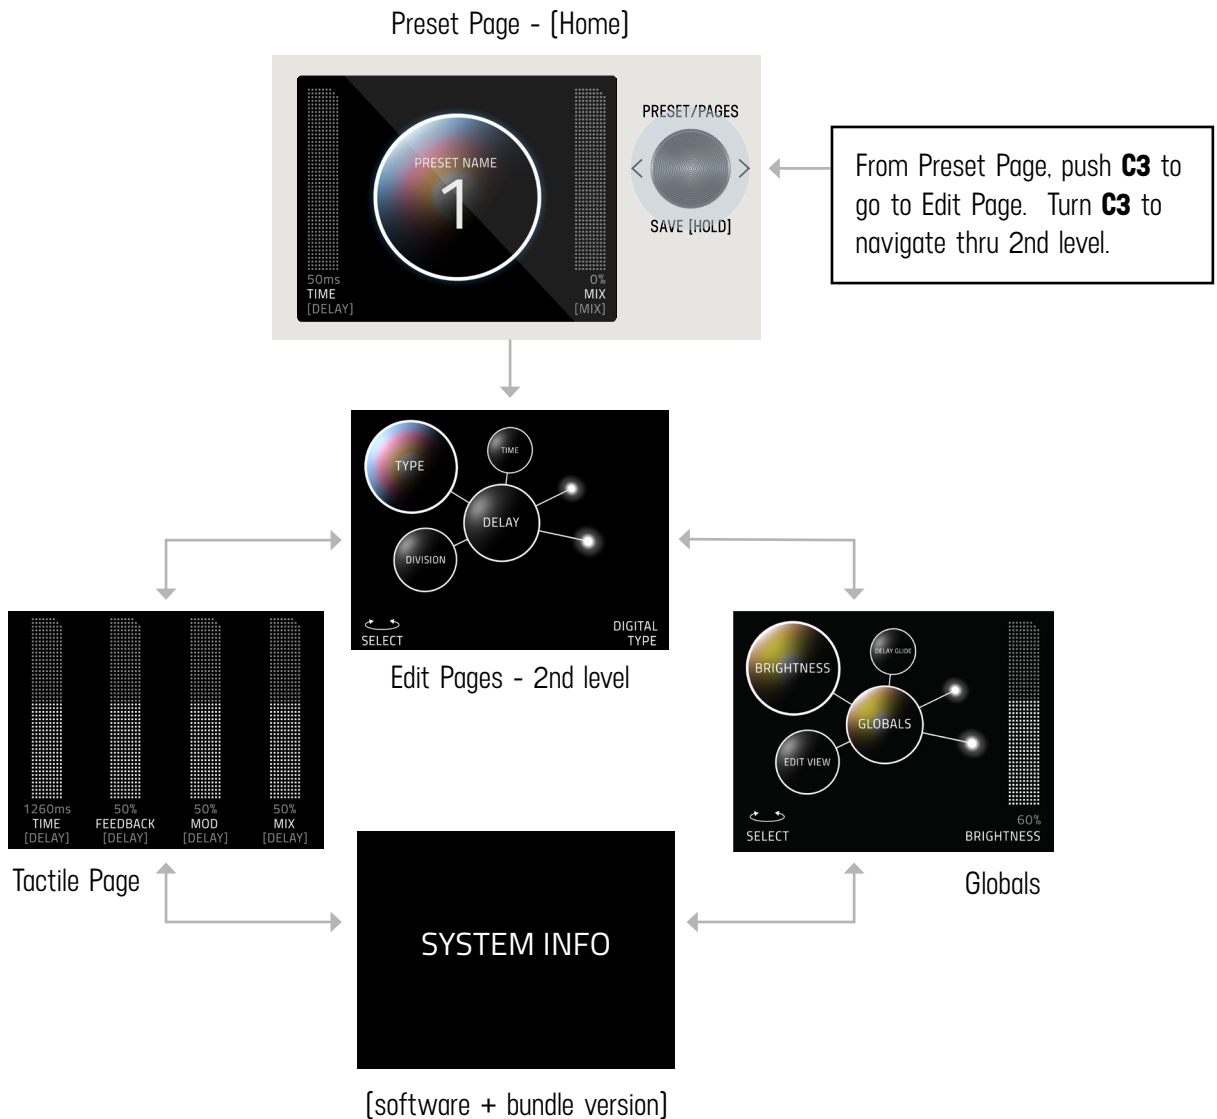 Preset Page - [Home]
PRESET NAME
1
50ms
TIME
[DELAY]
0%
MIX
[MIX]
PRESET/PAGES
< >
SAVE [HOLD]
From Preset Page, push C3 to
go to Edit Page. Turn C3 to
navigate thru 2nd level.
TYPE
TIME
DELAY
DIVISION
SELECT
DIGITAL
TYPE
Edit Pages - 2nd level
1260ms
TIME
[DELAY]
50%
FEEDBACK
[DELAY]
50%
MOD
[DELAY]
50%
MIX
[DELAY]
Tactile Page
BRIGHTNESS
DELAY GLIDE
GLOBALS
EDIT VIEW
SELECT
60%
BRIGHTNESS
Globals
SYSTEM INFO
[software + bundle version]